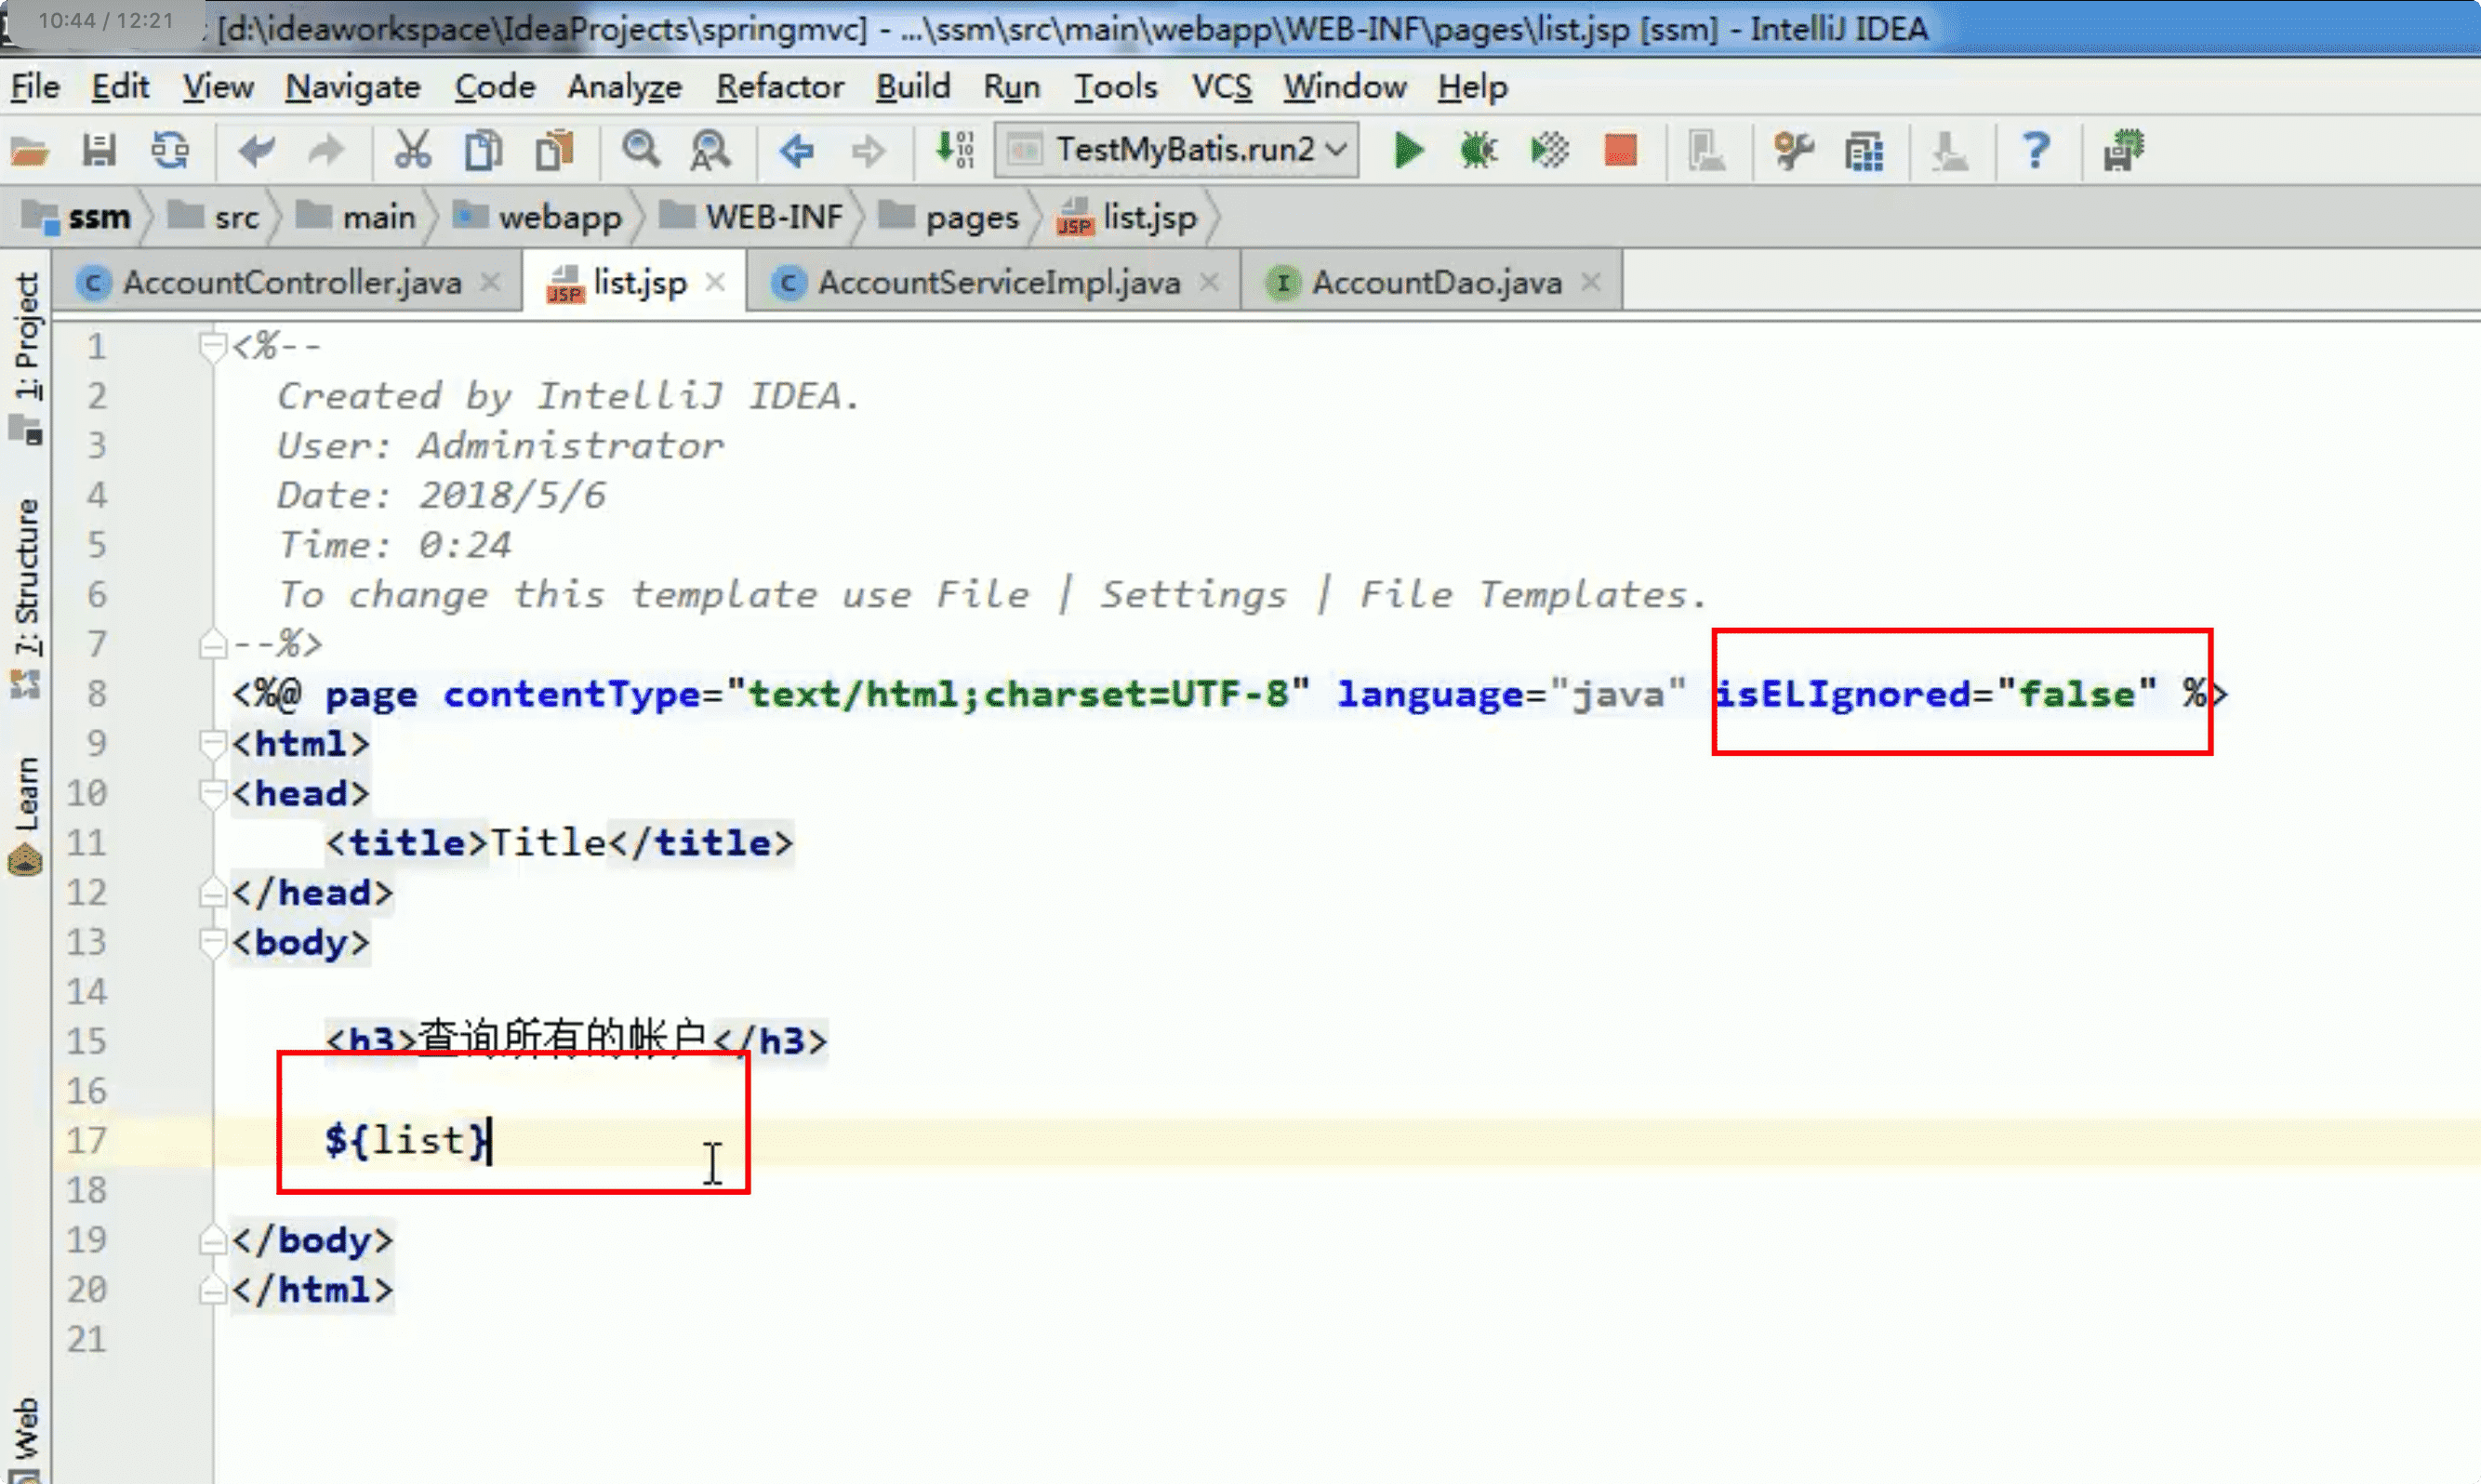 10:44 / 12:21
[d:\ideaworkspace\IdeaProjects\springmvc] - ...\ssm\src\main\webapp\WEB-INF\pages\list.jsp [ssm] - IntelliJ IDEA
File Edit View Navigate Code Analyze Refactor Build Run Tools VCS Window Help
TestMyBatis.run2
ssm src main webapp WEB-INF pages list.jsp
AccountController.java list.jsp AccountServiceImpl.java AccountDao.java
1: Project
7: Structure
Learn
Web
1 <%--
2 Created by IntelliJ IDEA.
3 User: Administrator
4 Date: 2018/5/6
5 Time: 0:24
6 To change this template use File | Settings | File Templates.
7 --%>
8 <%@ page contentType="text/html;charset=UTF-8" language="java" isELIgnored="false" %>
9 <html>
10 <head>
11 <title>Title</title>
12 </head>
13 <body>
14
15 <h3>查询所有的帐户</h3>
16
17 ${list}
18
19 </body>
20 </html>
21